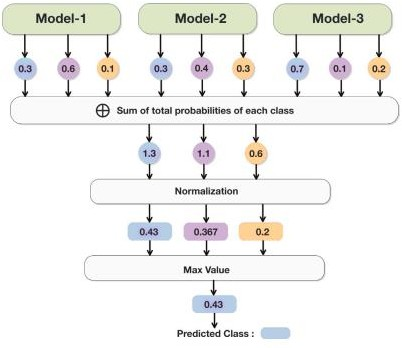 Model-1 Model-2 Model-3
0.3 0.6 0.1 0.3 0.4 0.3 0.7 0.1 0.2
⊕ Sum of total probabilities of each class
1.3 1.1 0.6
Normalization
0.43 0.367 0.2
Max Value
0.43
Predicted Class :